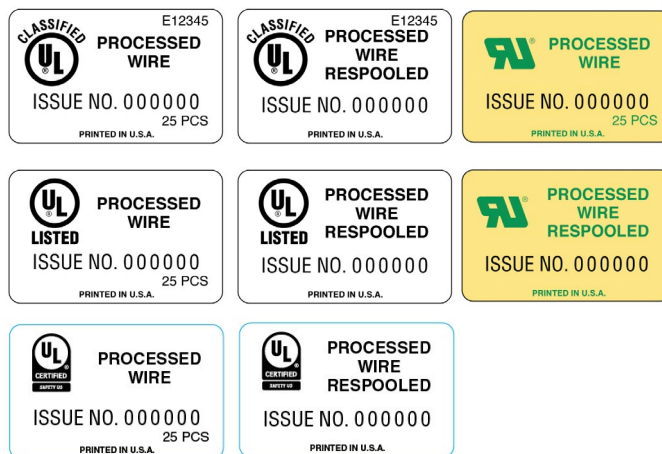 E12345
CLASSIFIED
UL
®
PROCESSED
WIRE
ISSUE NO. 000000
25 PCS
PRINTED IN U.S.A.
E12345
CLASSIFIED
UL
®
PROCESSED
WIRE
RESPOOLED
ISSUE NO. 000000
PRINTED IN U.S.A.
RU
®
PROCESSED
WIRE
ISSUE NO. 000000
25 PCS
PRINTED IN U.S.A.
UL
®
LISTED
PROCESSED
WIRE
ISSUE NO. 000000
25 PCS
PRINTED IN U.S.A.
UL
®
LISTED
PROCESSED
WIRE
RESPOOLED
ISSUE NO. 000000
PRINTED IN U.S.A.
RU
®
PROCESSED
WIRE
RESPOOLED
ISSUE NO. 000000
PRINTED IN U.S.A.
UL
®
CERTIFIED
SAFETY US
PROCESSED
WIRE
ISSUE NO. 000000
25 PCS
PRINTED IN U.S.A.
UL
®
CERTIFIED
SAFETY US
PROCESSED
WIRE
RESPOOLED
ISSUE NO. 000000
PRINTED IN U.S.A.